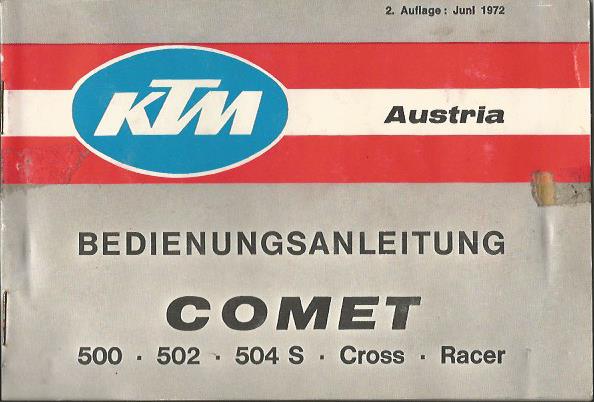 2. Auflage: Juni 1972
KTM
Austria
BEDIENUNGSANLEITUNG
COMET
500 · 502 · 504 S · Cross · Racer